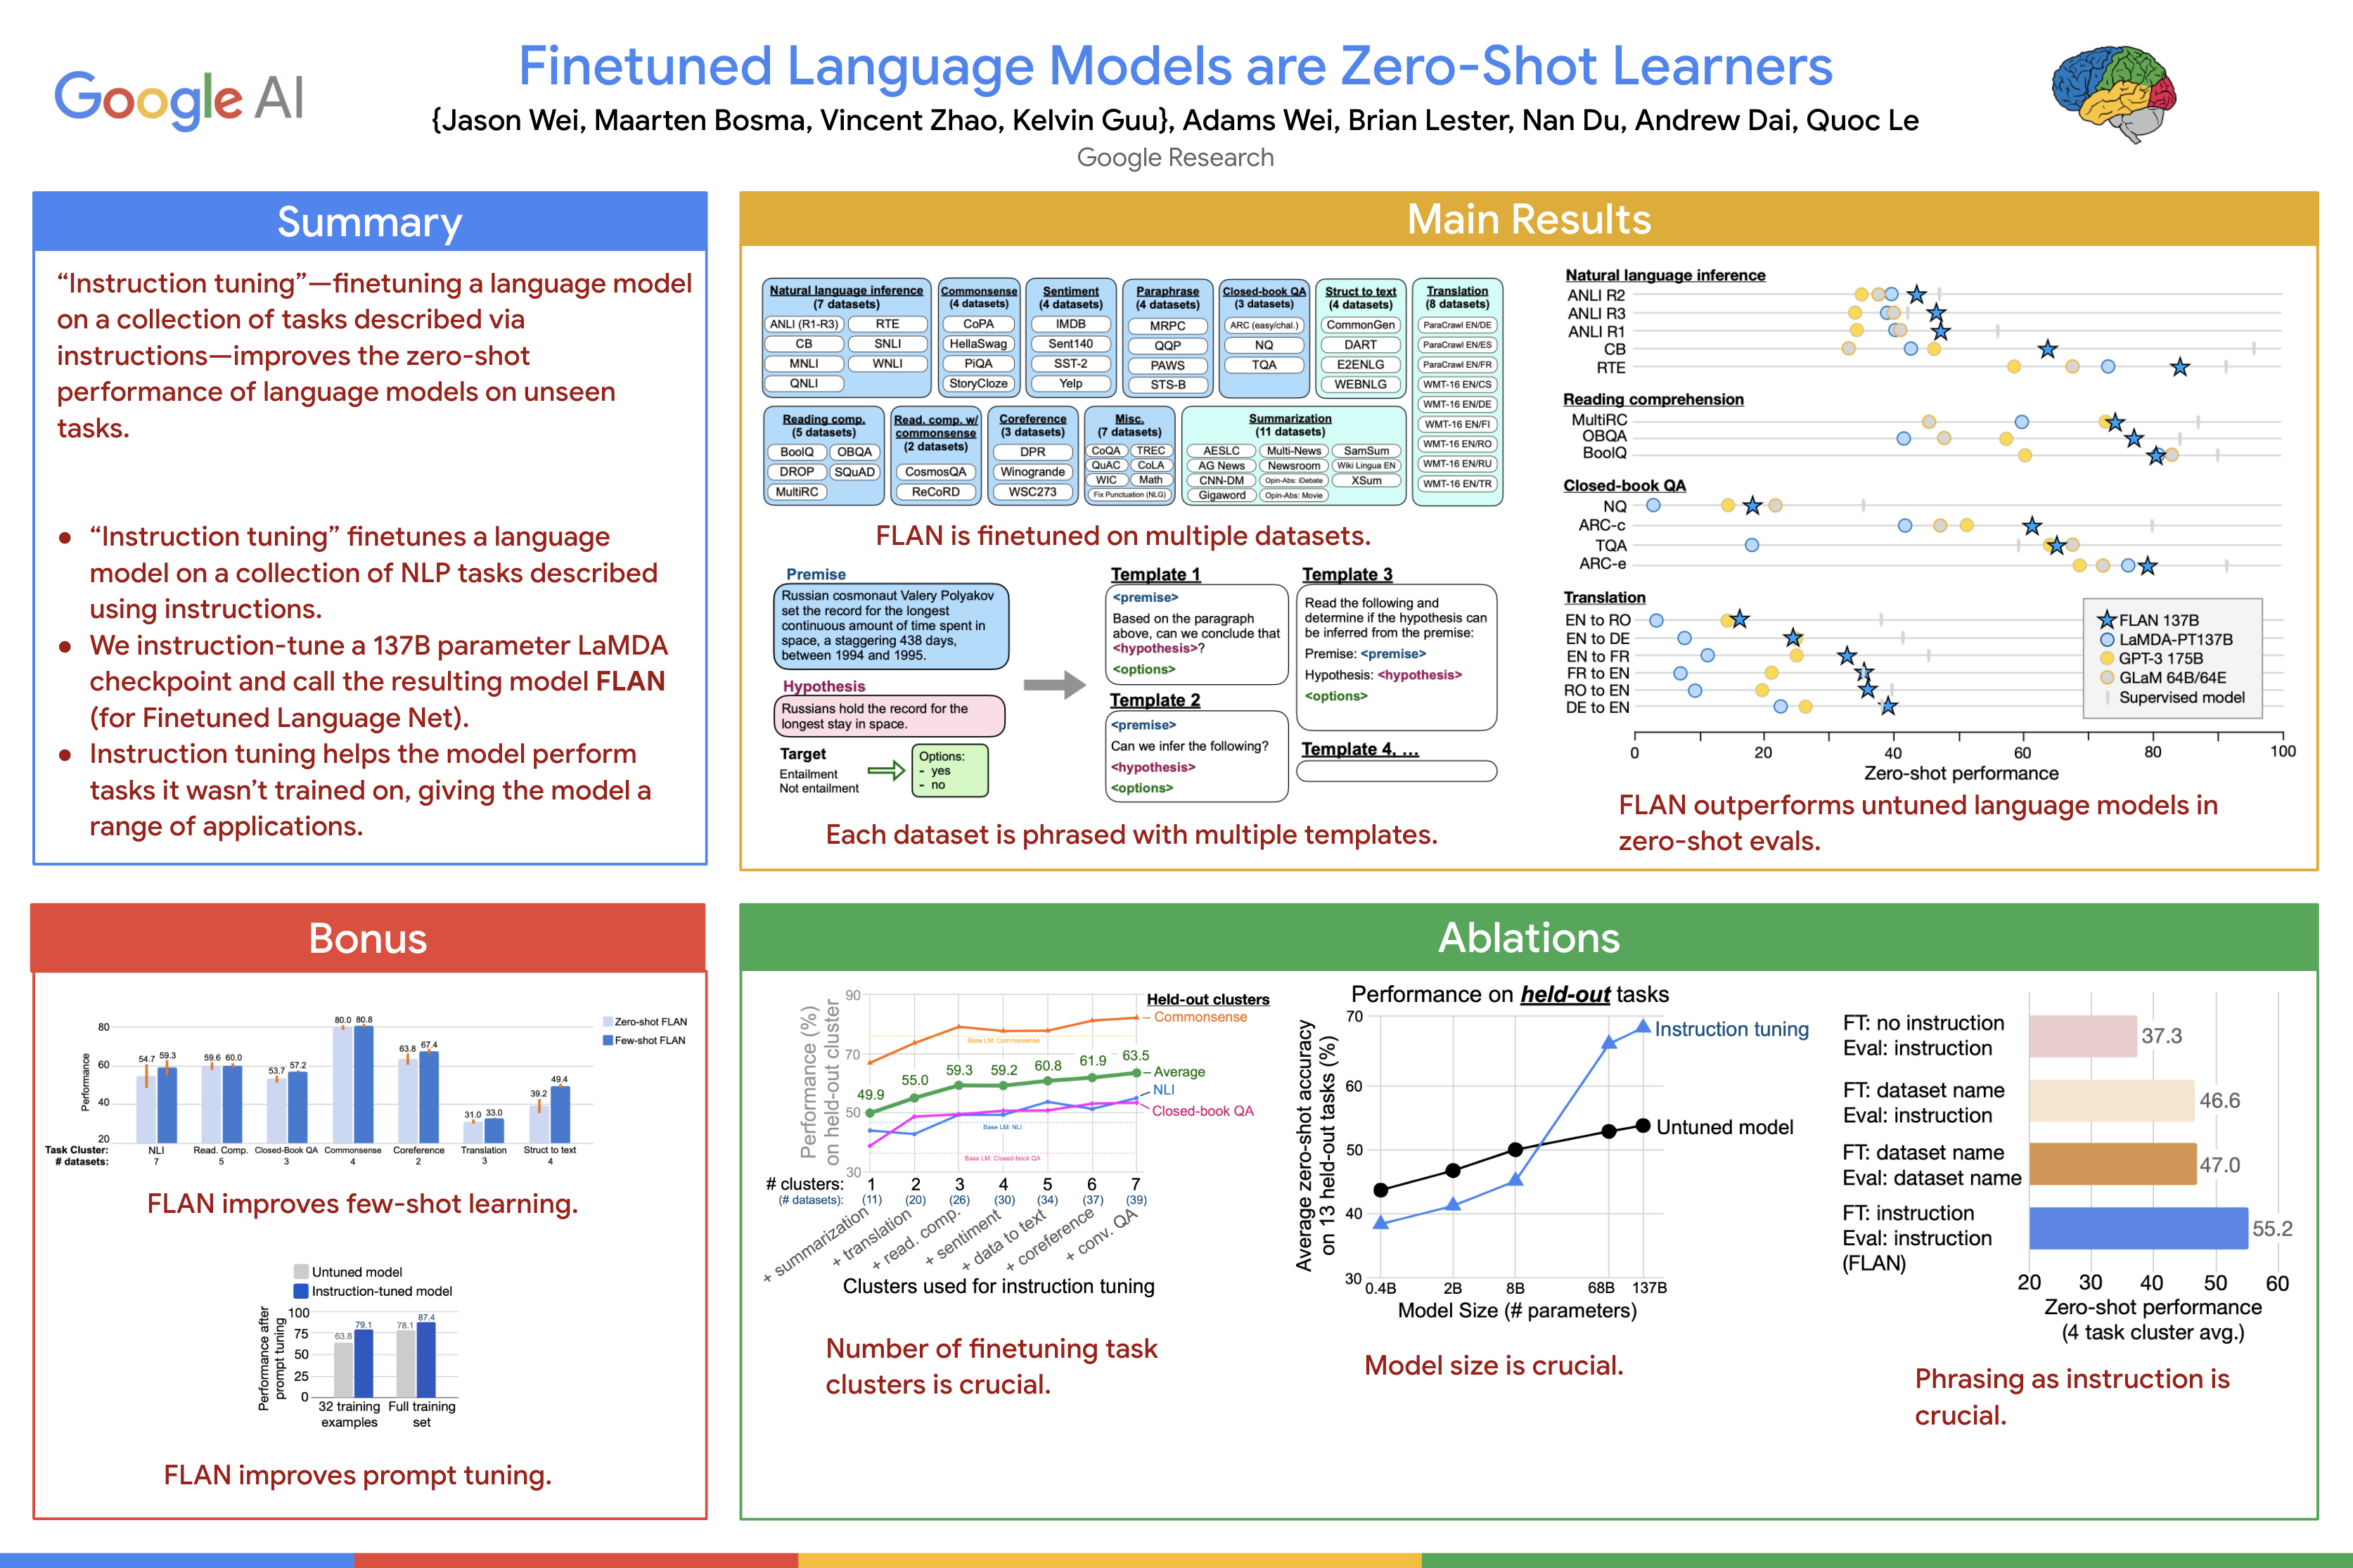 Google AI
Finetuned Language Models are Zero-Shot Learners
{Jason Wei, Maarten Bosma, Vincent Zhao, Kelvin Guu}, Adams Wei, Brian Lester, Nan Du, Andrew Dai, Quoc Le
Google Research
Summary
“Instruction tuning”—finetuning a language model
on a collection of tasks described via
instructions—improves the zero-shot
performance of language models on unseen
tasks.
● “Instruction tuning” finetunes a language
model on a collection of NLP tasks described
using instructions.
● We instruction-tune a 137B parameter LaMDA
checkpoint and call the resulting model FLAN
(for Finetuned Language Net).
● Instruction tuning helps the model perform
tasks it wasn’t trained on, giving the model a
range of applications.
Main Results
Natural language inference
(7 datasets)
ANLI (R1-R3) RTE
CB SNLI
MNLI WNLI
QNLI
Commonsense
(4 datasets)
CoPA
HellaSwag
PiQA
StoryCloze
Sentiment
(4 datasets)
IMDB
Sent140
SST-2
Yelp
Paraphrase
(4 datasets)
MRPC
QQP
PAWS
STS-B
Closed-book QA
(3 datasets)
ARC (easy/chal.)
NQ
TQA
Struct to text
(4 datasets)
CommonGen
DART
E2ENLG
WEBNLG
Translation
(8 datasets)
ParaCrawl EN/DE
ParaCrawl EN/ES
ParaCrawl EN/FR
WMT-16 EN/CS
WMT-16 EN/DE
WMT-16 EN/FI
WMT-16 EN/RO
WMT-16 EN/RU
WMT-16 EN/TR
Reading comp.
(5 datasets)
BoolQ OBQA
DROP SQuAD
MultiRC
Read. comp. w/
commonsense
(2 datasets)
CosmosQA
ReCoRD
Coreference
(3 datasets)
DPR
Winogrande
WSC273
Misc.
(7 datasets)
CoQA TREC
QuAC CoLA
WIC Math
Fix Punctuation (NLG)
Summarization
(11 datasets)
AESLC Multi-News SamSum
AG News Newsroom Wiki Lingua EN
CNN-DM Opin-Abs: iDebate XSum
Gigaword Opin-Abs: Movie
FLAN is finetuned on multiple datasets.
Premise
Russian cosmonaut Valery Polyakov
set the record for the longest
continuous amount of time spent in
space, a staggering 438 days,
between 1994 and 1995.
Hypothesis
Russians hold the record for the
longest stay in space.
Target
Entailment
Not entailment
Options:
- yes
- no
Template 1
<premise>
Based on the paragraph
above, can we conclude that
<hypothesis>?
<options>
Template 2
<premise>
Can we infer the following?
<hypothesis>
<options>
Template 3
Read the following and
determine if the hypothesis can
be inferred from the premise:
Premise: <premise>
Hypothesis: <hypothesis>
<options>
Template 4, ...
Each dataset is phrased with multiple templates.
Natural language inference
ANLI R2
ANLI R3
ANLI R1
CB
RTE
Reading comprehension
MultiRC
OBQA
BoolQ
Closed-book QA
NQ
ARC-c
TQA
ARC-e
Translation
EN to RO
EN to DE
EN to FR
FR to EN
RO to EN
DE to EN
FLAN 137B
LaMDA-PT137B
GPT-3 175B
GLaM 64B/64E
Supervised model
0 20 40 60 80 100
Zero-shot performance
FLAN outperforms untuned language models in
zero-shot evals.
Bonus
Performance
80
60
40
20
54.7 59.3
59.6 60.0
53.7 57.2
80.0 80.8
63.8 67.4
31.0 33.0
39.2 49.4
Zero-shot FLAN
Few-shot FLAN
Task Cluster: NLI Read. Comp. Closed-Book QA Commonsense Coreference Translation Struct to text
# datasets: 7 5 3 4 2 3 4
FLAN improves few-shot learning.
Untuned model
Instruction-tuned model
Performance after
prompt tuning
100
75
50
25
0
63.8 79.1
78.1 87.4
32 training Full training
examples set
FLAN improves prompt tuning.
Ablations
Performance (%)
on held-out cluster
90
70
50
30
Held-out clusters
Commonsense
Average
NLI
Closed-book QA
Base LM: Commonsense
Base LM: NLI
Base LM: Closed-book QA
49.9 55.0 59.3 59.2 60.8 61.9 63.5
# clusters: 1 2 3 4 5 6 7
(# datasets): (11) (20) (26) (30) (34) (37) (39)
+ summarization
+ translation
+ read. comp.
+ sentiment
+ data to text
+ coreference
+ conv. QA
Clusters used for instruction tuning
Number of finetuning task
clusters is crucial.
Performance on held-out tasks
Average zero-shot accuracy
on 13 held-out tasks (%)
70
60
50
40
30
Instruction tuning
Untuned model
0.4B 2B 8B 68B 137B
Model Size (# parameters)
Model size is crucial.
FT: no instruction
Eval: instruction
37.3
FT: dataset name
Eval: instruction
46.6
FT: dataset name
Eval: dataset name
47.0
FT: instruction
Eval: instruction
(FLAN)
55.2
20 30 40 50 60
Zero-shot performance
(4 task cluster avg.)
Phrasing as instruction is
crucial.